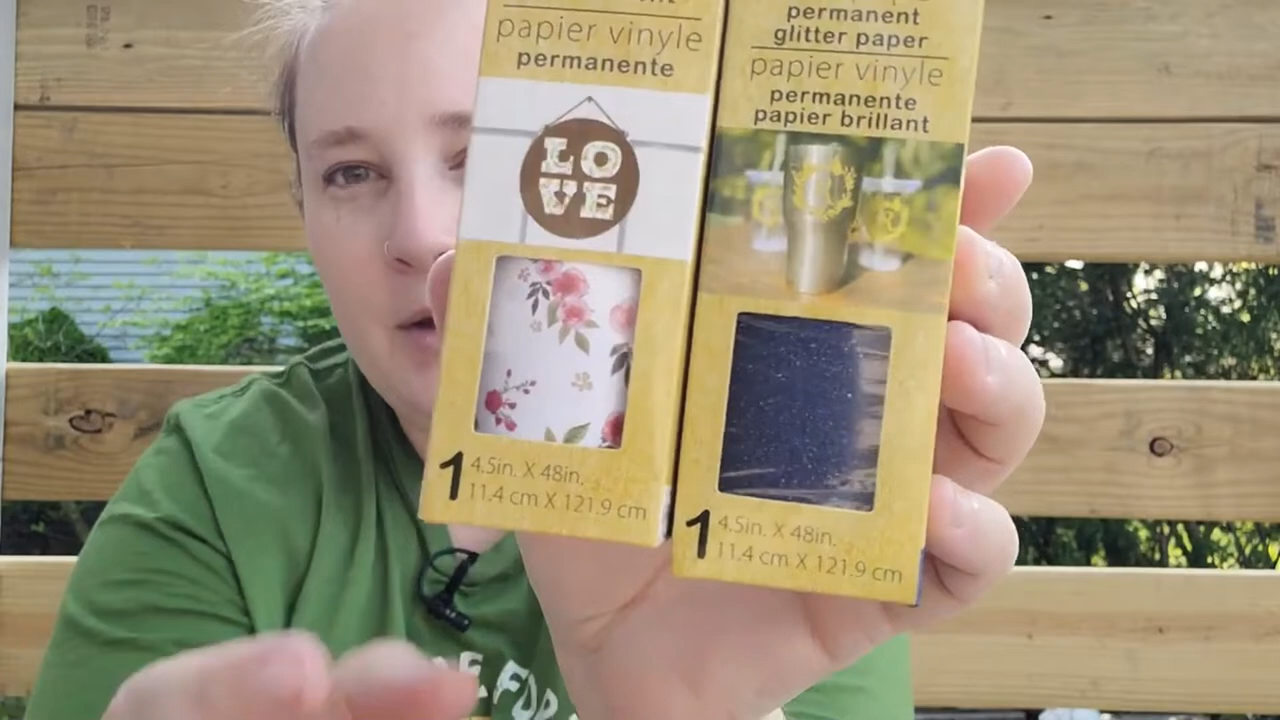 papier vinyle
permanente
LO
VE
1 4.5in. X 48in.
11.4 cm X 121.9 cm
permanent
glitter paper
papier vinyle
permanente
papier brillant
1 4.5in. X 48in.
11.4 cm X 121.9 cm